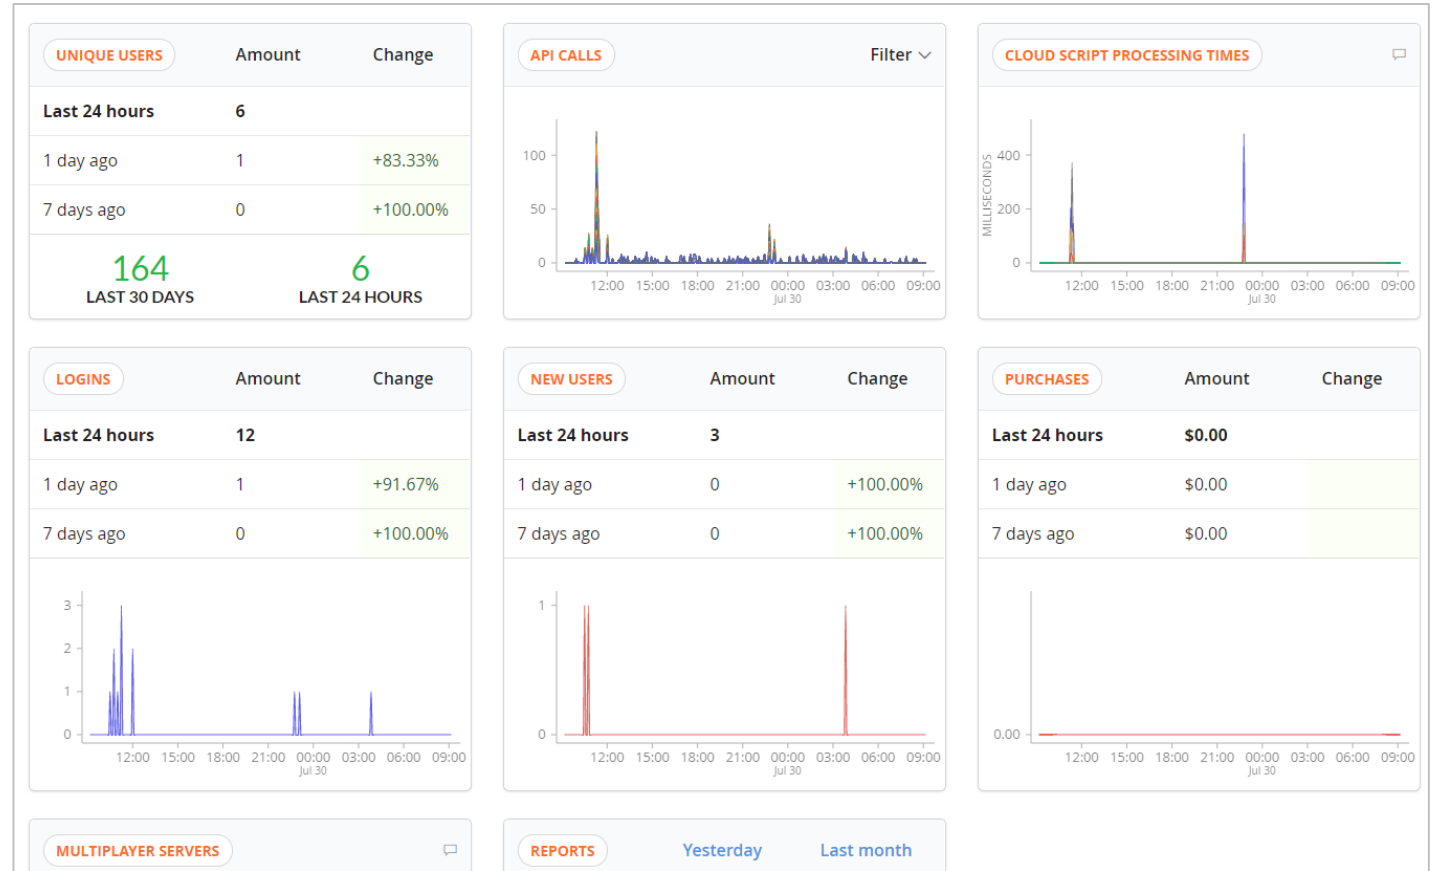 UNIQUE USERS Amount Change
Last 24 hours 6
1 day ago 1 +83.33%
7 days ago 0 +100.00%
164 6
LAST 30 DAYS LAST 24 HOURS
API CALLS Filter
100
50
0
12:00 15:00 18:00 21:00 00:00 03:00 06:00 09:00
Jul 30
CLOUD SCRIPT PROCESSING TIMES
MILLISECONDS
400
200
0
12:00 15:00 18:00 21:00 00:00 03:00 06:00 09:00
Jul 30
LOGINS Amount Change
Last 24 hours 12
1 day ago 1 +91.67%
7 days ago 0 +100.00%
3
2
1
0
12:00 15:00 18:00 21:00 00:00 03:00 06:00 09:00
Jul 30
NEW USERS Amount Change
Last 24 hours 3
1 day ago 0 +100.00%
7 days ago 0 +100.00%
1
0
12:00 15:00 18:00 21:00 00:00 03:00 06:00 09:00
Jul 30
PURCHASES Amount Change
Last 24 hours $0.00
1 day ago $0.00
7 days ago $0.00
0.00
12:00 15:00 18:00 21:00 00:00 03:00 06:00 09:00
Jul 30
MULTIPLAYER SERVERS
REPORTS Yesterday Last month